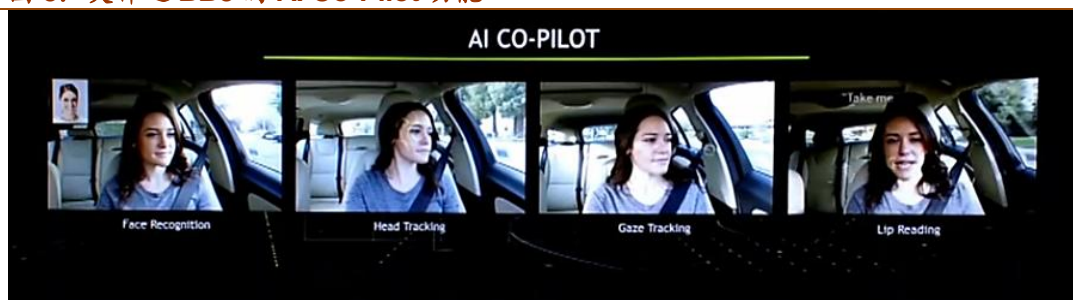 AI CO-PILOT
"Take me
Face Recognition
Head Tracking
Gaze Tracking
Lip Reading